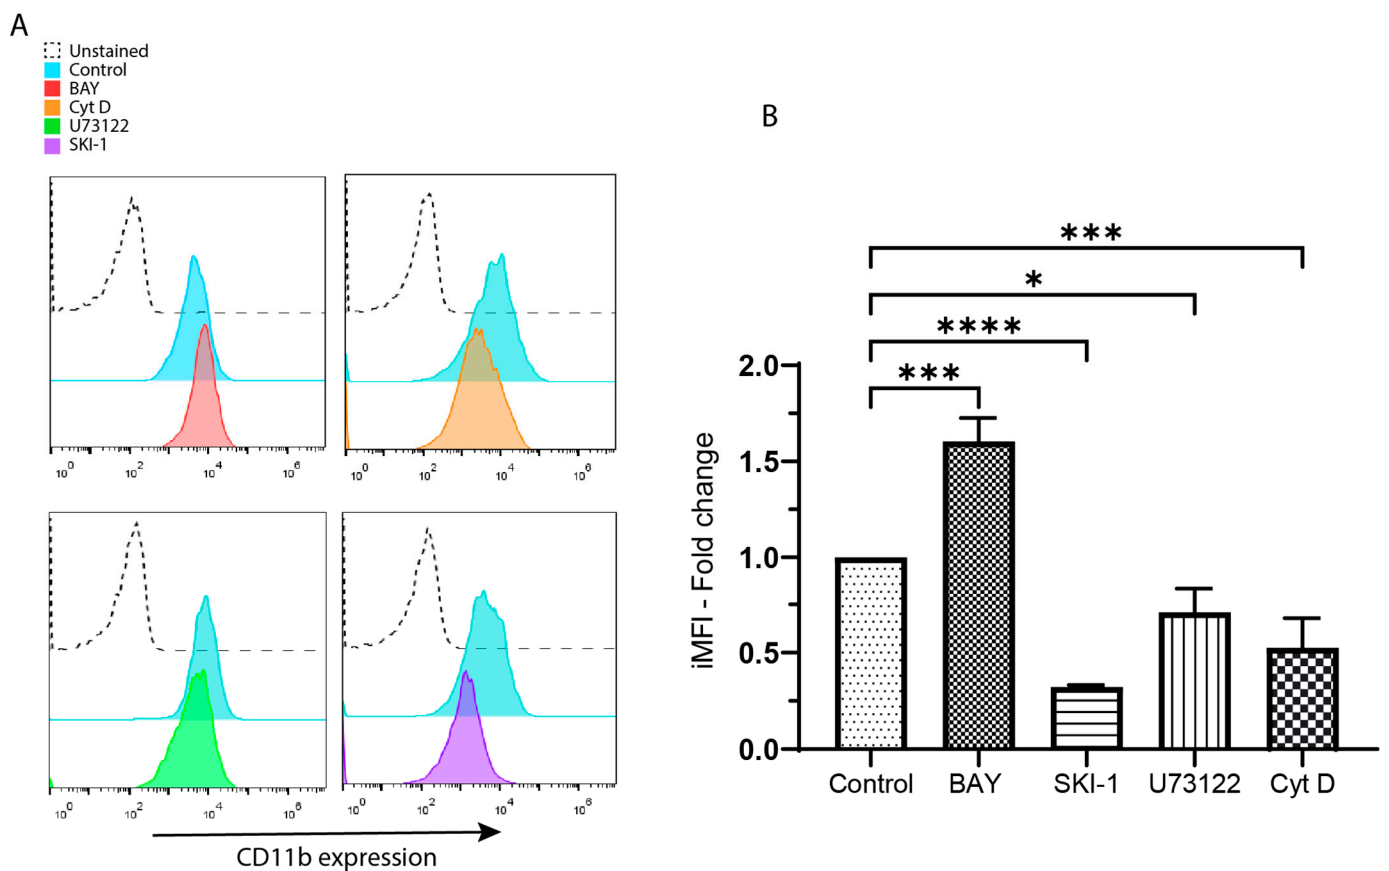 A
Unstained
Control
BAY
Cyt D
U73122
SKI-1
10^0 10^2 10^4 10^6
10^0 10^2 10^4 10^6
10^0 10^2 10^4 10^6
10^0 10^2 10^4 10^6
CD11b expression
B
***
*
****
***
iMFI - Fold change
2.0
1.5
1.0
0.5
0.0
Control BAY SKI-1 U73122 Cyt D